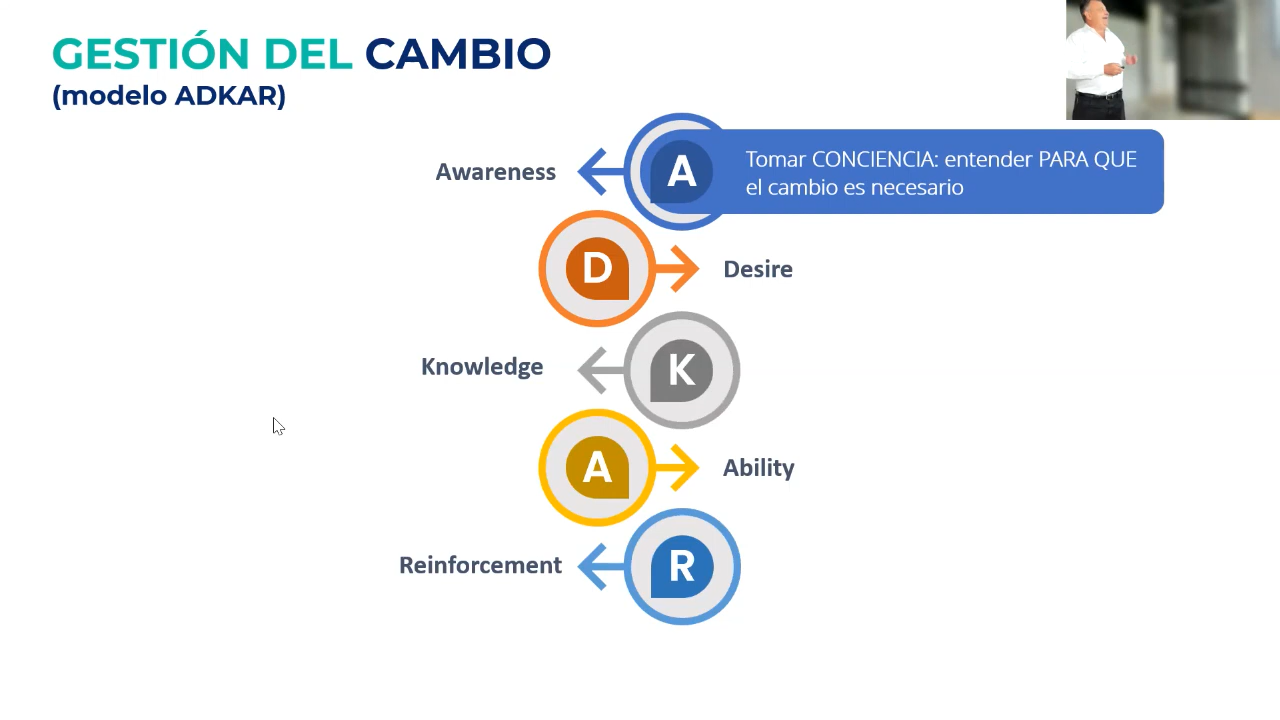 GESTIÓN DEL CAMBIO
(modelo ADKAR)
Awareness
A
Tomar CONCIENCIA: entender PARA QUE
el cambio es necesario
D
Desire
Knowledge
K
A
Ability
Reinforcement
R